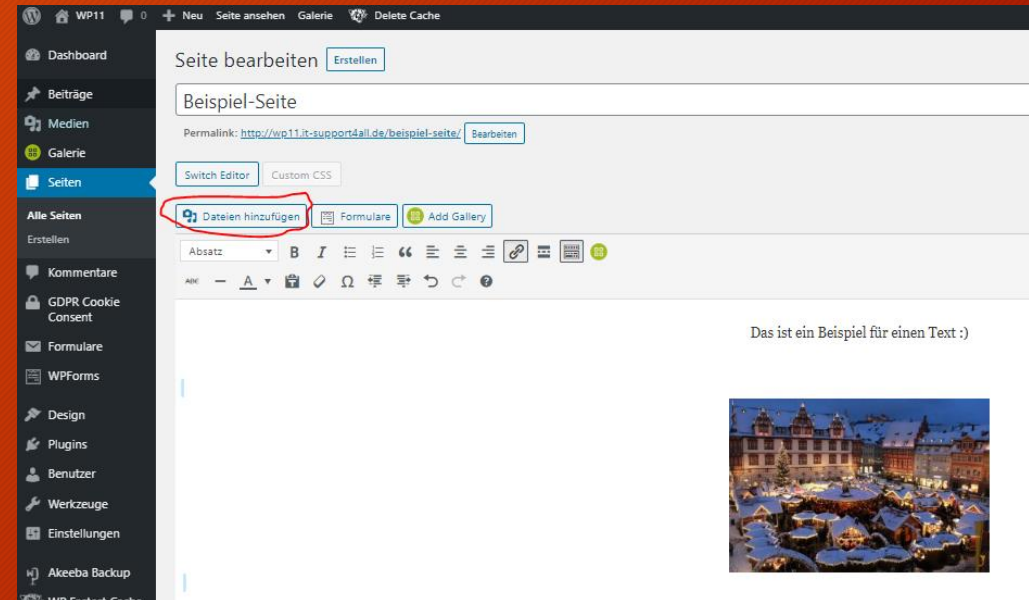 WP11 0 Neu Seite ansehen Galerie Delete Cache
Dashboard
Beiträge
Medien
Galerie
Seiten
Alle Seiten
Erstellen
Kommentare
GDPR Cookie
Consent
Formulare
WPForms
Design
Plugins
Benutzer
Werkzeuge
Einstellungen
Akeeba Backup
Seite bearbeiten Erstellen
Beispiel-Seite
Permalink: http://wp11.it-support4all.de/beispiel-seite/ Bearbeiten
Switch Editor Custom CSS
Dateien hinzufügen Formulare Add Gallery
Absatz B I
ABC A Ω
Das ist ein Beispiel für einen Text :)